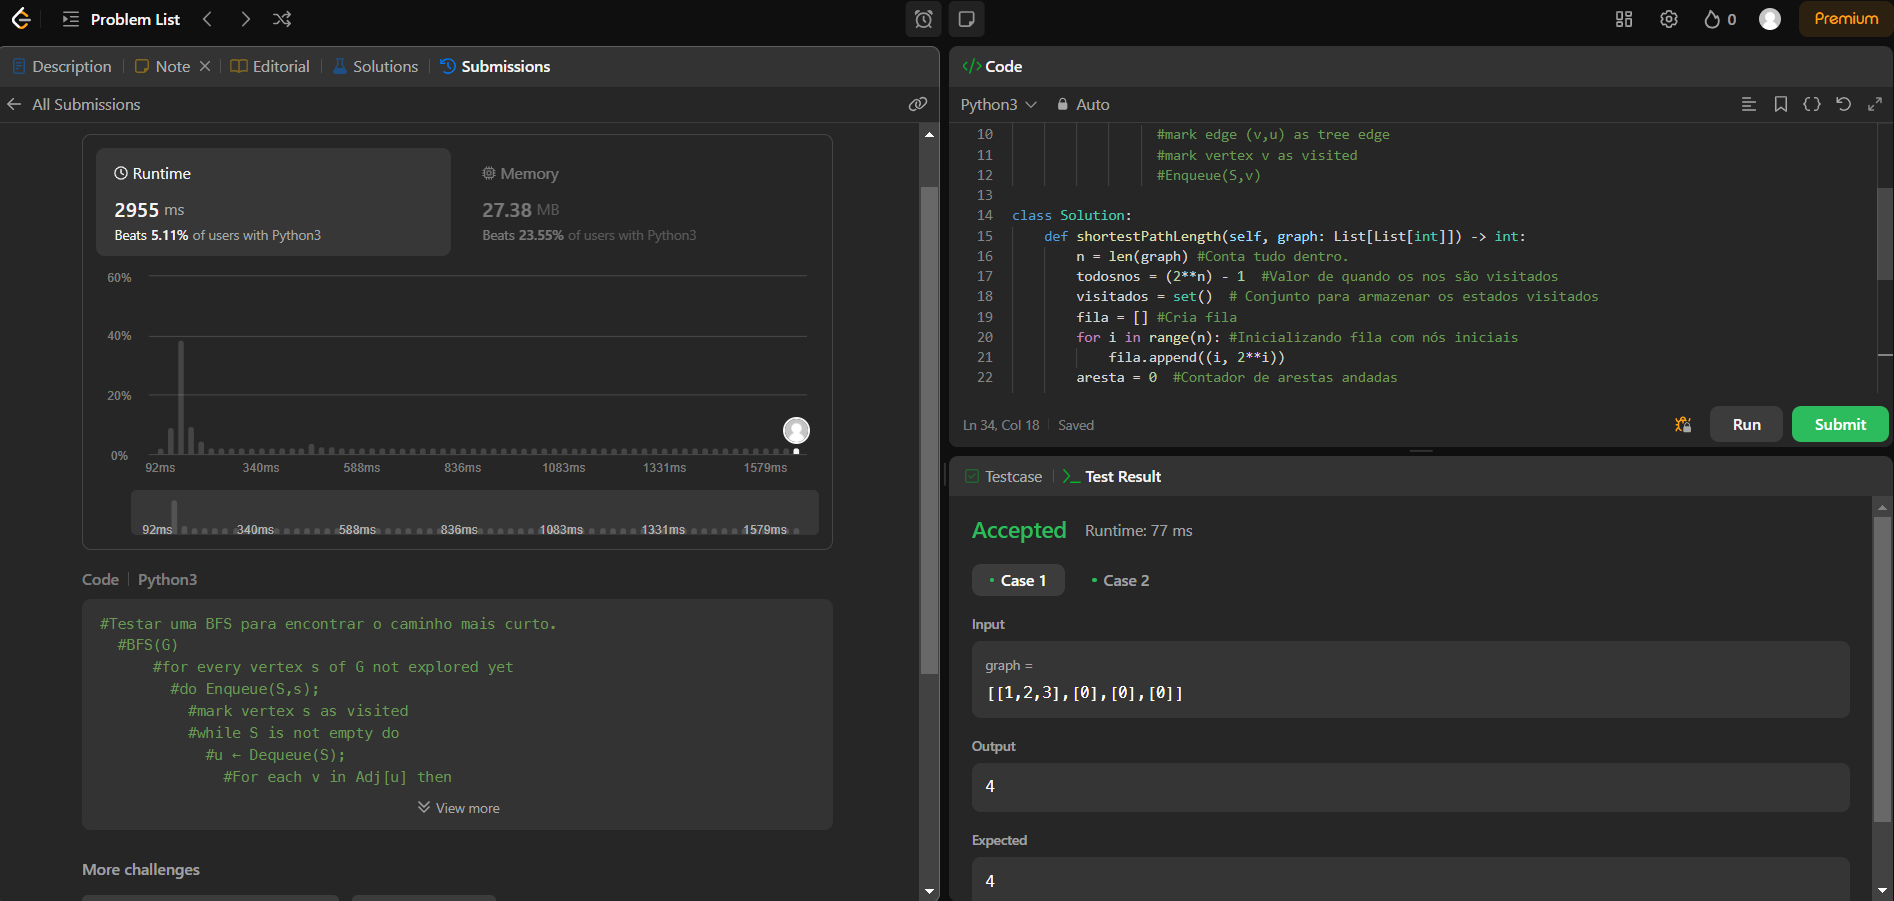 Problem List
0
Premium
Description
Note
Editorial
Solutions
Submissions
All Submissions
Runtime
2955 ms
Beats 5.11% of users with Python3
Memory
27.38 MB
Beats 23.55% of users with Python3
60%
40%
20%
0%
92ms 340ms 588ms 836ms 1083ms 1331ms 1579ms
92ms 340ms 588ms 836ms 1083ms 1331ms 1579ms
Code Python3
#Testar uma BFS para encontrar o caminho mais curto.
#BFS(G)
#for every vertex s of G not explored yet
#do Enqueue(S,s);
#mark vertex s as visited
#while S is not empty do
#u ← Dequeue(S);
#For each v in Adj[u] then
View more
More challenges
</> Code
Python3 Auto
10 #mark edge (v,u) as tree edge
11 #mark vertex v as visited
12 #Enqueue(S,v)
13
14 class Solution:
15 def shortestPathLength(self, graph: List[List[int]]) -> int:
16 n = len(graph) #Conta tudo dentro.
17 todosnos = (2**n) - 1 #Valor de quando os nos são visitados
18 visitados = set() # Conjunto para armazenar os estados visitados
19 fila = [] #Cria fila
20 for i in range(n): #Inicializando fila com nós iniciais
21 fila.append((i, 2**i))
22 aresta = 0 #Contador de arestas andadas
Ln 34, Col 18 Saved
Run
Submit
Testcase
Test Result
Accepted Runtime: 77 ms
Case 1
Case 2
Input
graph =
[[1,2,3],[0],[0],[0]]
Output
4
Expected
4